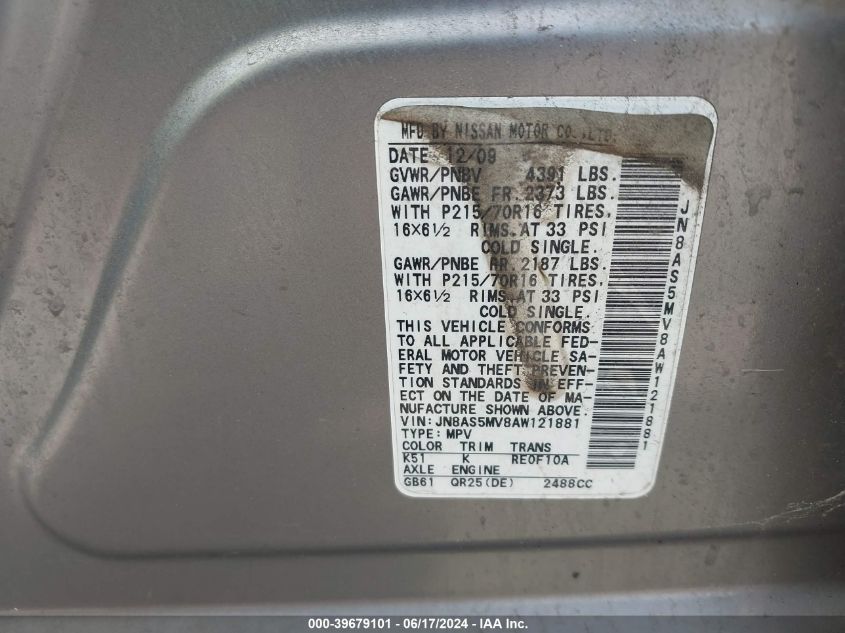 MFD BY NISSAN MOTOR CO.,LTD.
DATE 12/09
GVWR/PNBV 4391 LBS.
GAWR/PNBE FR. 2373 LBS.
WITH P215/70R16 TIRES,
16X6½ RIMS,AT 33 PSI
COLD SINGLE.
GAWR/PNBE RR. 2187 LBS.
WITH P215/70R16 TIRES,
16X6½ RIMS,AT 33 PSI
COLD SINGLE.
THIS VEHICLE CONFORMS
TO ALL APPLICABLE FED-
ERAL MOTOR VEHICLE SA-
FETY AND THEFT PREVEN-
TION STANDARDS IN EFF-
ECT ON THE DATE OF MA-
NUFACTURE SHOWN ABOVE.
VIN:JN8AS5MV8AW121881
TYPE:MPV
COLOR TRIM TRANS
K51 K RE0F10A
AXLE ENGINE
GB61 QR25(DE) 2488CC
JN8AS5MV8AW121881
000-39679101 - 06/17/2024 - IAA Inc.